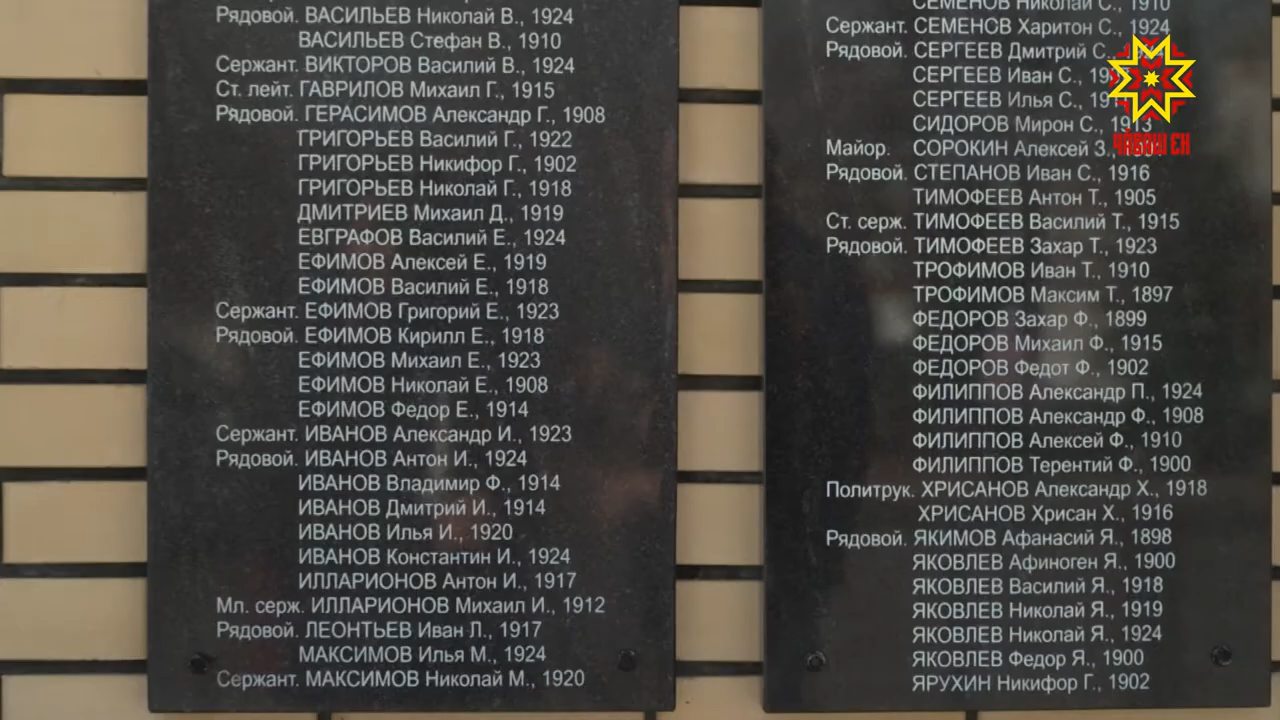 Рядовой. ВАСИЛЬЕВ Николай В., 1924
ВАСИЛЬЕВ Стефан В., 1910
Сержант. ВИКТОРОВ Василий В., 1924
Ст. лейт. ГАВРИЛОВ Михаил Г., 1915
Рядовой. ГЕРАСИМОВ Александр Г., 1908
ГРИГОРЬЕВ Василий Г., 1922
ГРИГОРЬЕВ Никифор Г., 1902
ГРИГОРЬЕВ Николай Г., 1918
ДМИТРИЕВ Михаил Д., 1919
ЕВГРАФОВ Василий Е., 1924
ЕФИМОВ Алексей Е., 1919
ЕФИМОВ Василий Е., 1918
Сержант. ЕФИМОВ Григорий Е., 1923
Рядовой. ЕФИМОВ Кирилл Е., 1918
ЕФИМОВ Михаил Е., 1923
ЕФИМОВ Николай Е., 1908
ЕФИМОВ Федор Е., 1914
Сержант. ИВАНОВ Александр И., 1923
Рядовой. ИВАНОВ Антон И., 1924
ИВАНОВ Владимир Ф., 1914
ИВАНОВ Дмитрий И., 1914
ИВАНОВ Илья И., 1920
ИВАНОВ Константин И., 1924
ИЛЛАРИОНОВ Антон И., 1917
Мл. серж. ИЛЛАРИОНОВ Михаил И., 1912
Рядовой. ЛЕОНТЬЕВ Иван Л., 1917
МАКСИМОВ Илья М., 1924
Сержант. МАКСИМОВ Николай М., 1920
СЕМЕНОВ Николай С., 1910
Сержант. СЕМЕНОВ Харитон С., 1924
Рядовой. СЕРГЕЕВ Дмитрий С.,
СЕРГЕЕВ Иван С.,
СЕРГЕЕВ Илья С.,
СИДОРОВ Мирон С., 1913
Майор. СОРОКИН Алексей З.,
Рядовой. СТЕПАНОВ Иван С., 1916
ТИМОФЕЕВ Антон Т., 1905
Ст. серж. ТИМОФЕЕВ Василий Т., 1915
Рядовой. ТИМОФЕЕВ Захар Т., 1923
ТРОФИМОВ Иван Т., 1910
ТРОФИМОВ Максим Т., 1897
ФЕДОРОВ Захар Ф., 1899
ФЕДОРОВ Михаил Ф., 1915
ФЕДОРОВ Федот Ф., 1902
ФИЛИППОВ Александр П., 1924
ФИЛИППОВ Александр Ф., 1908
ФИЛИППОВ Алексей Ф., 1910
ФИЛИППОВ Терентий Ф., 1900
Политрук. ХРИСАНОВ Александр Х., 1918
ХРИСАНОВ Хрисан Х., 1916
Рядовой. ЯКИМОВ Афанасий Я., 1898
ЯКОВЛЕВ Афиноген Я., 1900
ЯКОВЛЕВ Василий Я., 1918
ЯКОВЛЕВ Николай Я., 1919
ЯКОВЛЕВ Николай Я., 1924
ЯКОВЛЕВ Федор Я., 1900
ЯРУХИН Никифор Г., 1902
ЧӐВАШ ЕН